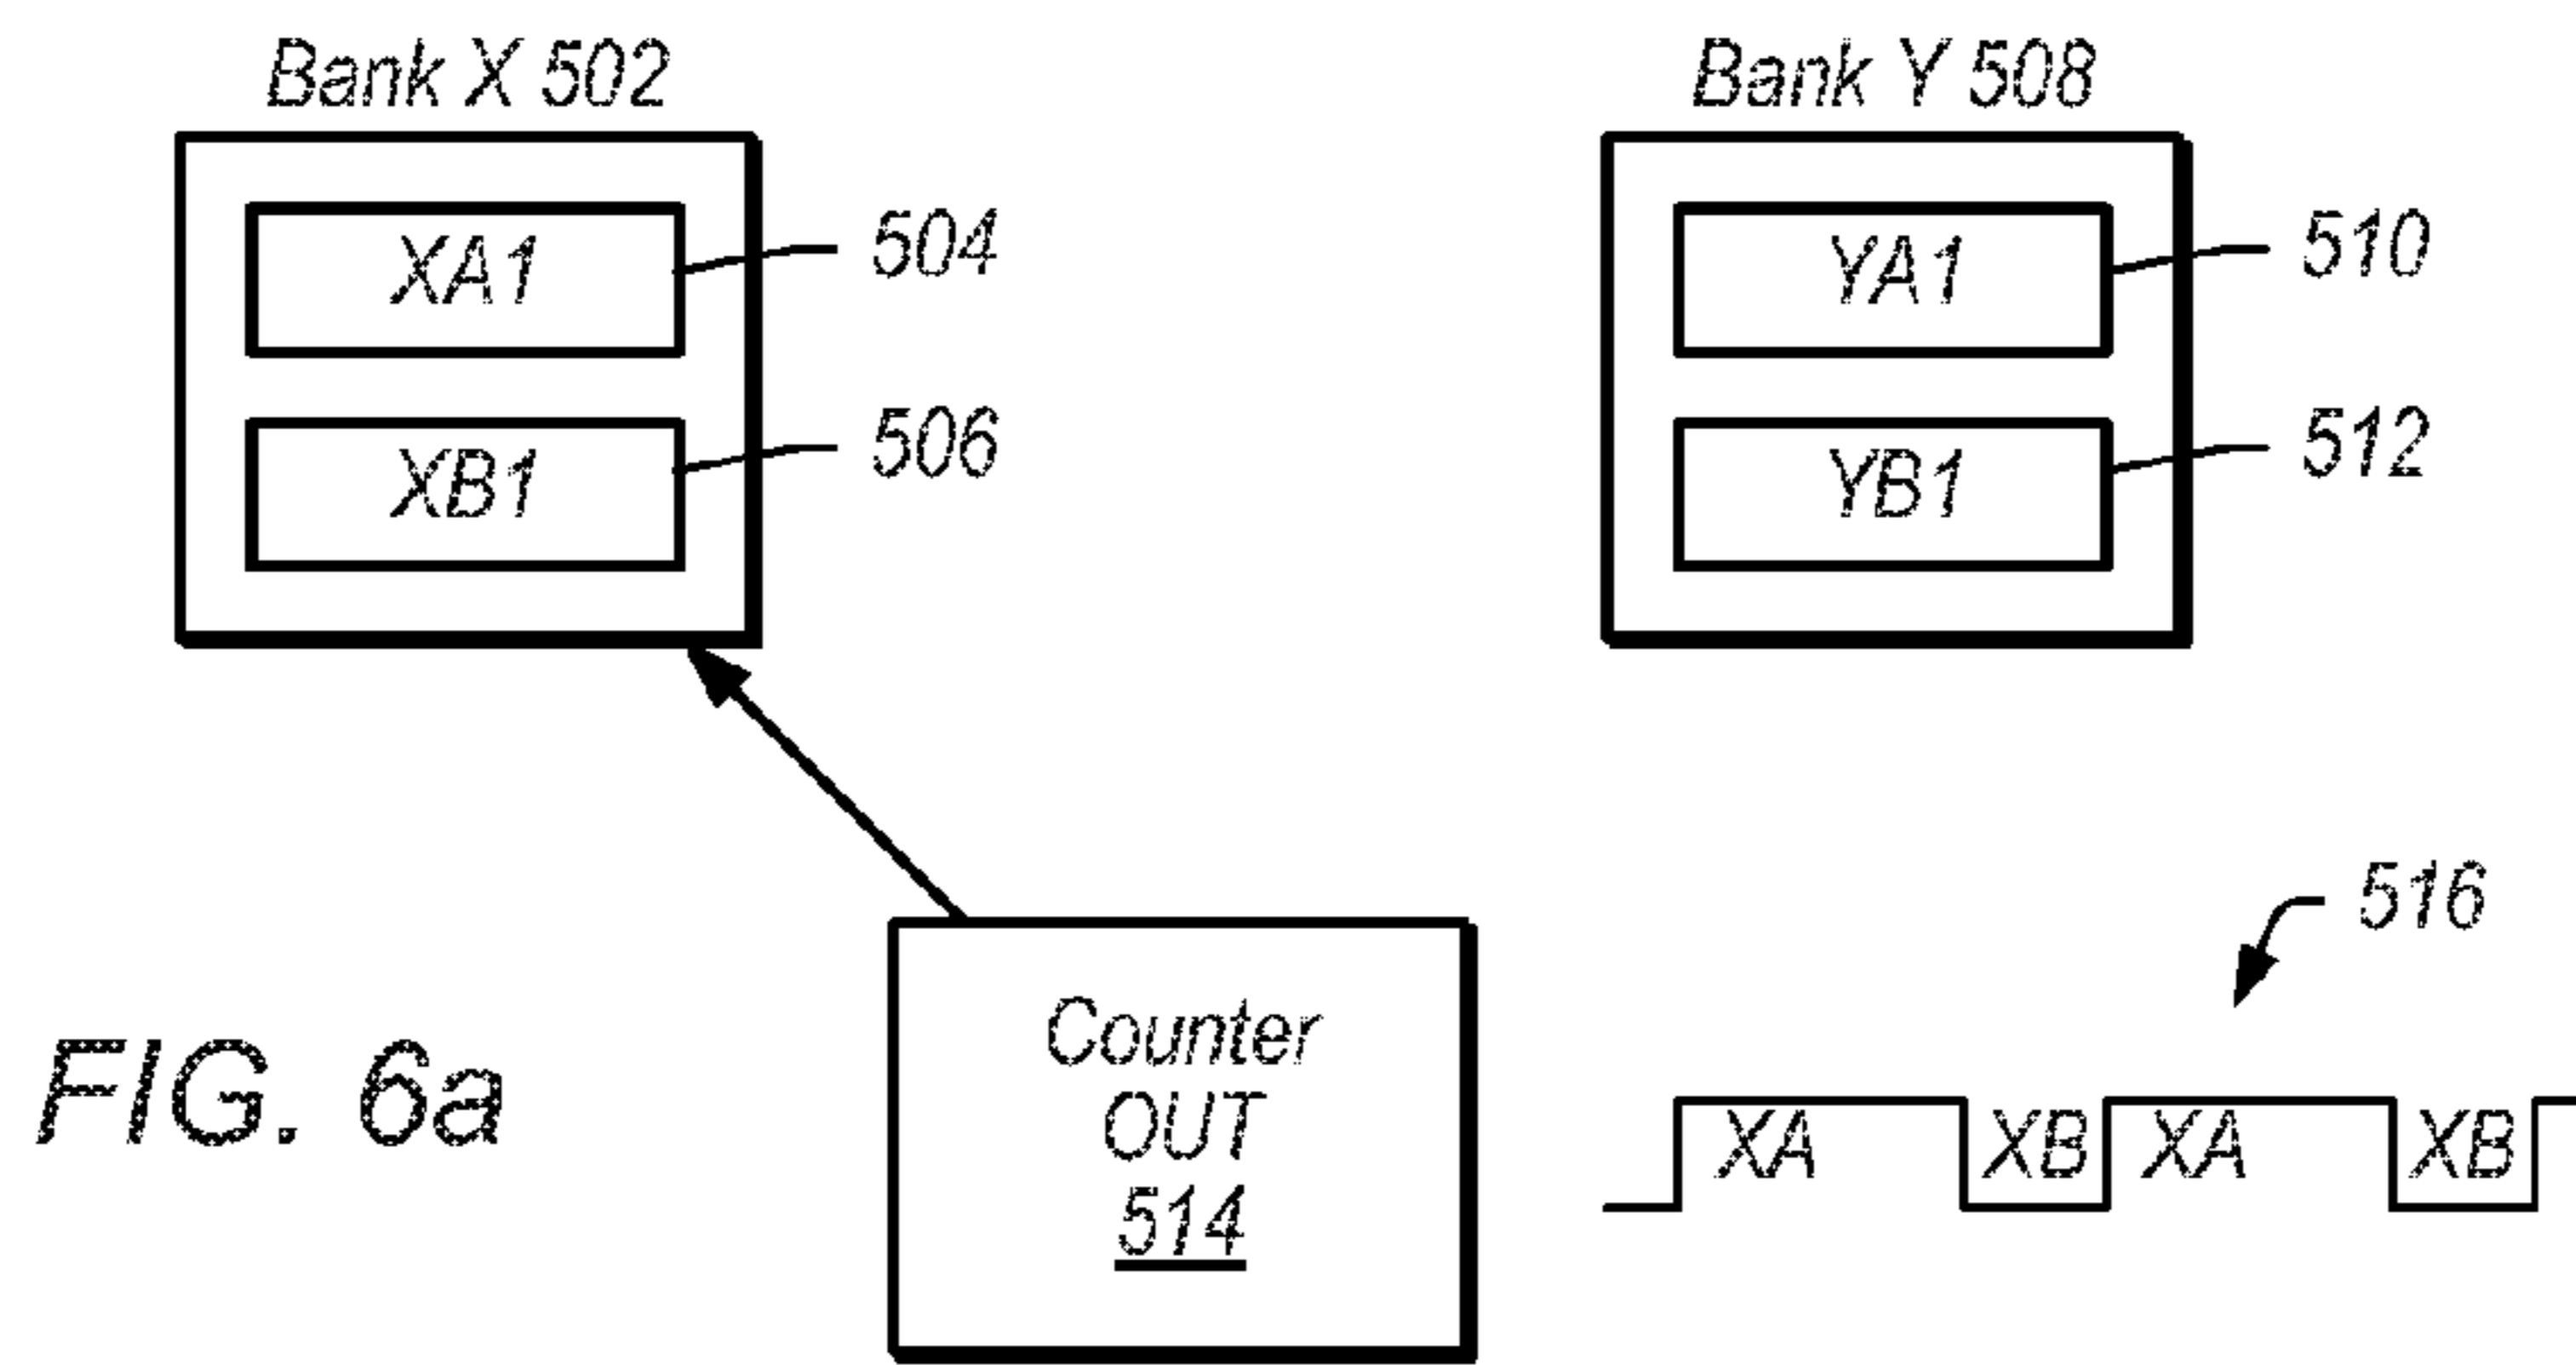 Bank X 502
Bank Y 508
XA1
504
YA1
510
XB1
506
YB1
512
516
Counter
OUT
514
XA XB XA XB
FIG. 6a